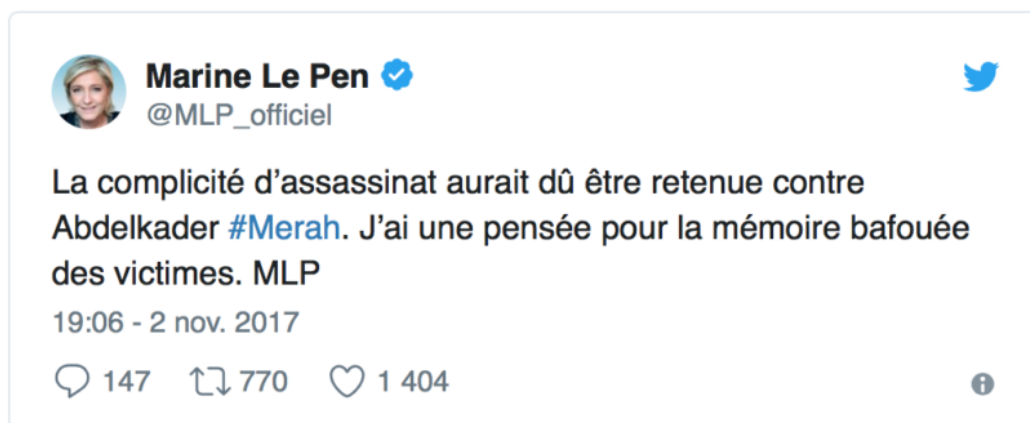 Marine Le Pen
@MLP_officiel
La complicité d’assassinat aurait dû être retenue contre
Abdelkader #Merah. J’ai une pensée pour la mémoire bafouée
des victimes. MLP
19:06 - 2 nov. 2017
147 770 1 404